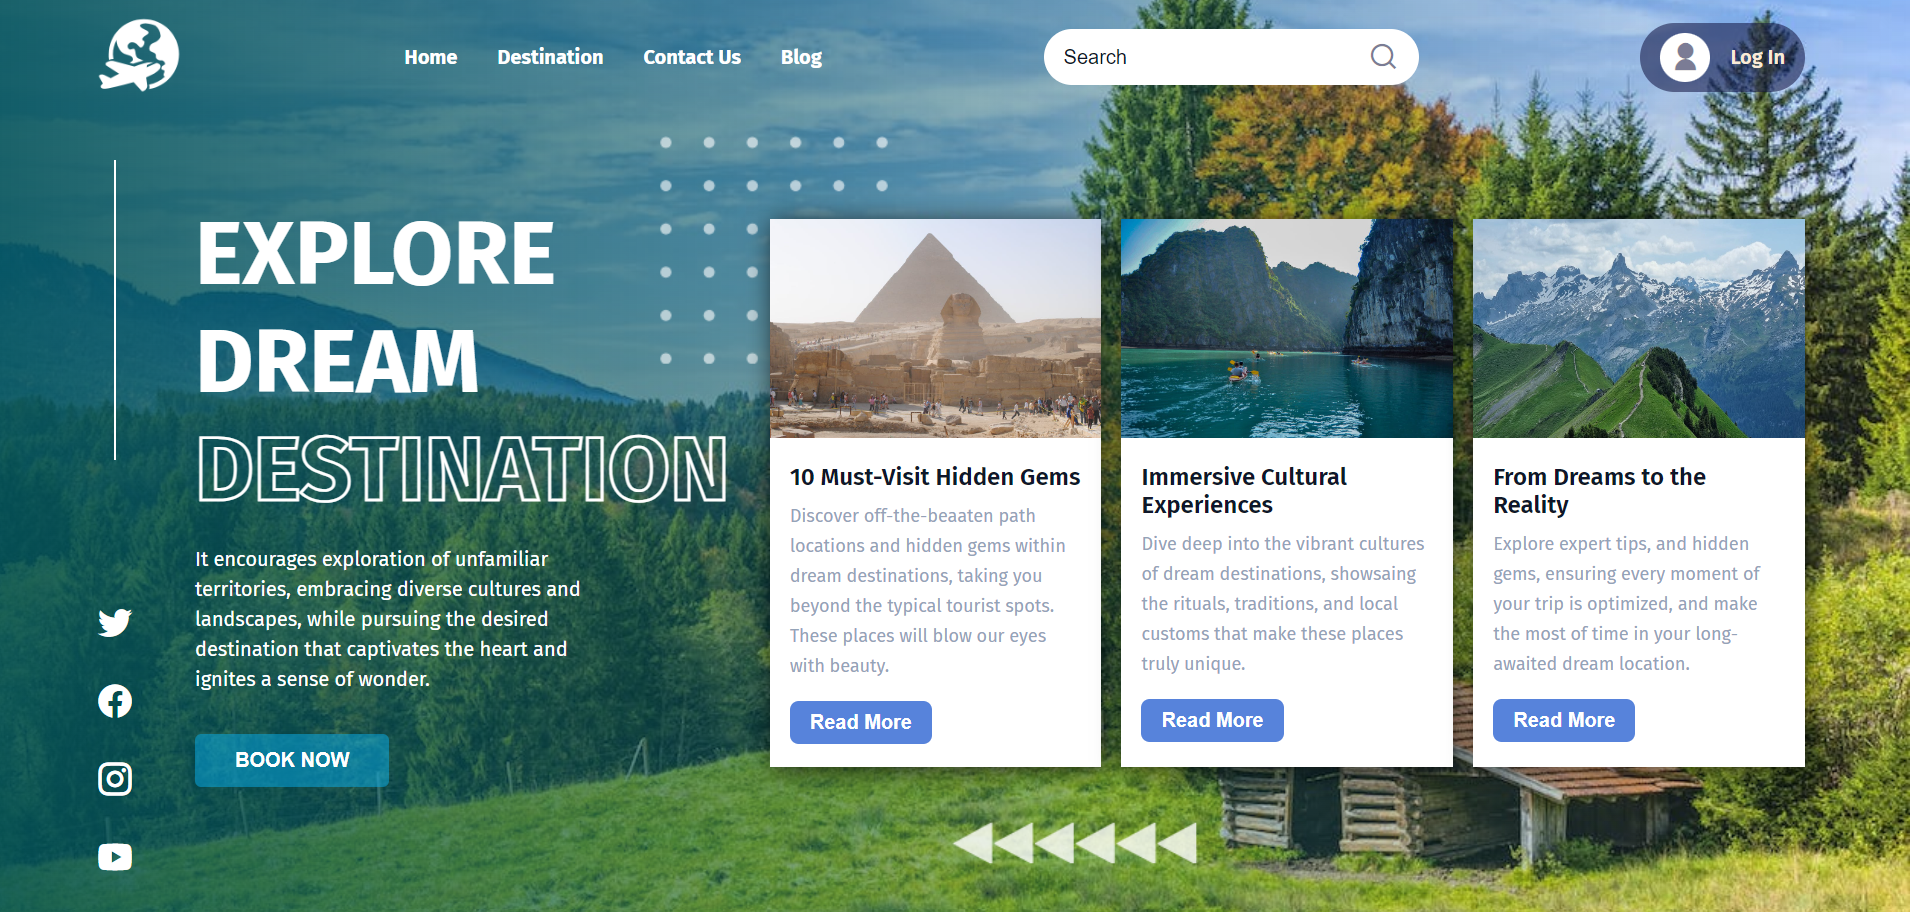 Home Destination Contact Us Blog
Search
Log In
EXPLORE
DREAM
DESTINATION
It encourages exploration of unfamiliar
territories, embracing diverse cultures and
landscapes, while pursuing the desired
destination that captivates the heart and
ignites a sense of wonder.
BOOK NOW
10 Must-Visit Hidden Gems
Discover off-the-beaaten path
locations and hidden gems within
dream destinations, taking you
beyond the typical tourist spots.
These places will blow our eyes
with beauty.
Read More
Immersive Cultural
Experiences
Dive deep into the vibrant cultures
of dream destinations, showsaing
the rituals, traditions, and local
customs that make these places
truly unique.
Read More
From Dreams to the
Reality
Explore expert tips, and hidden
gems, ensuring every moment of
your trip is optimized, and make
the most of time in your long-
awaited dream location.
Read More